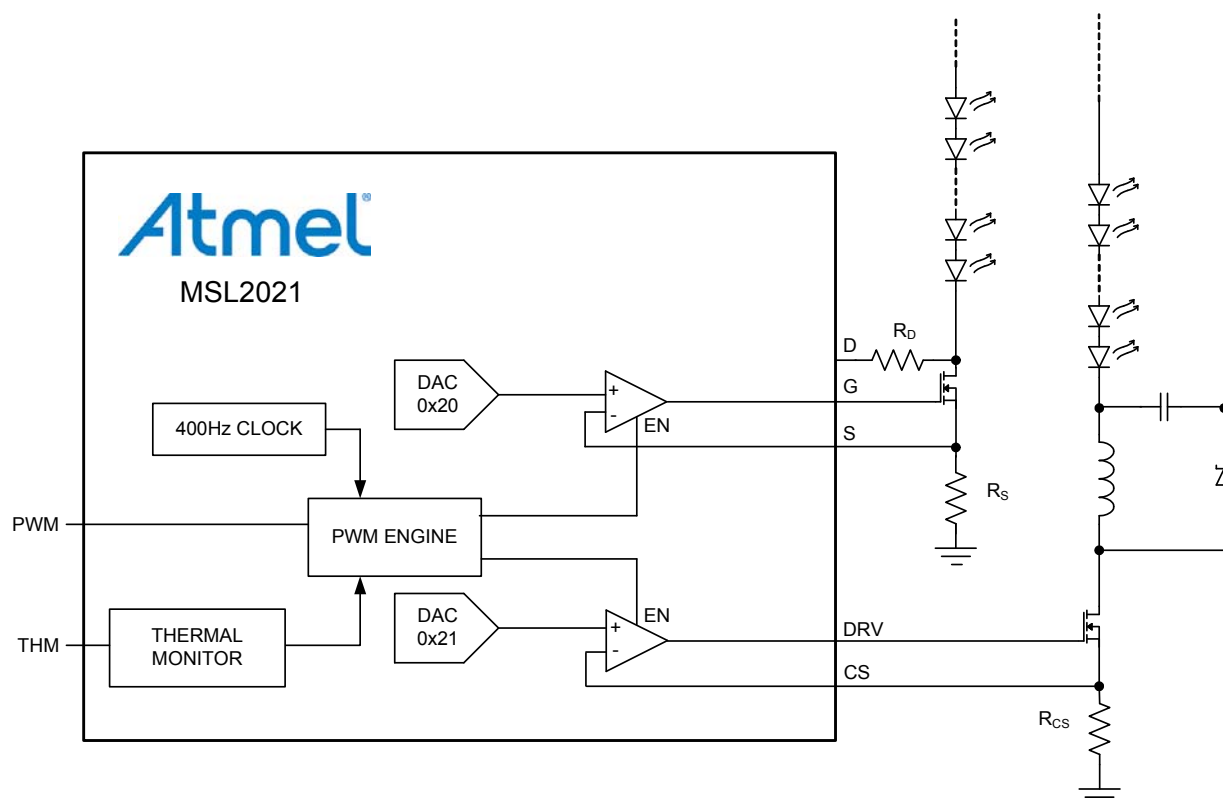 Atmel®
MSL2021
D
RD
DAC
0x20
+
-
EN
G
S
RS
400Hz CLOCK
PWM
PWM ENGINE
THM
THERMAL
MONITOR
DAC
0x21
+
-
EN
DRV
CS
RCS